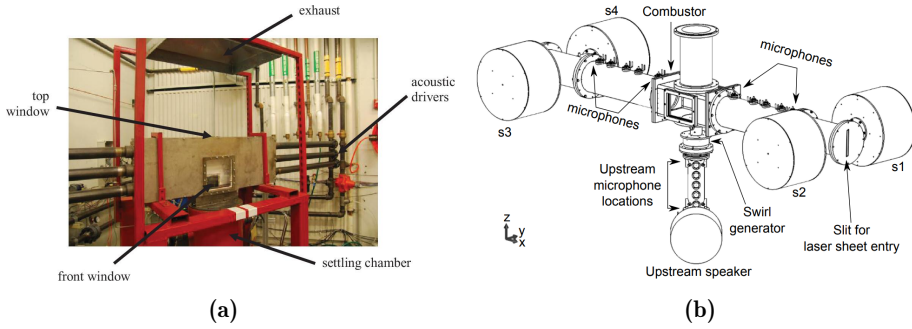 exhaust
top
window
acoustic
drivers
front window
settling chamber
(a)
s4
Combustor
microphones
microphones
s3
s2
s1
Upstream
microphone
locations
Swirl
generator
Slit for
laser sheet entry
z
y
x
Upstream speaker
(b)